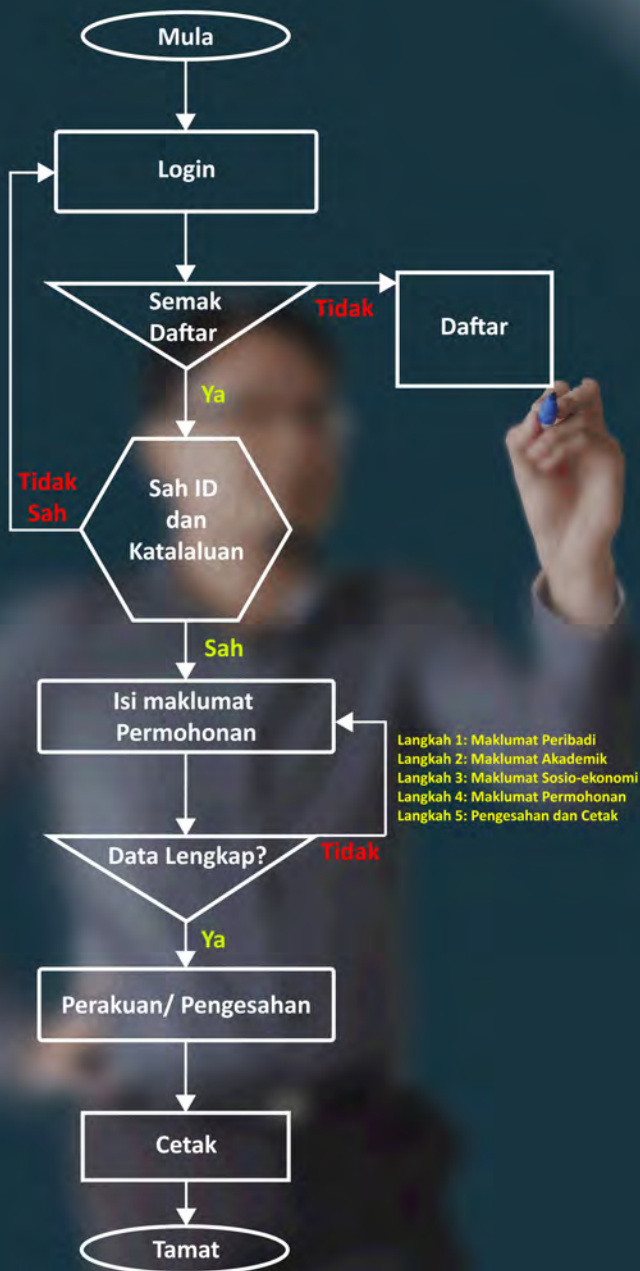 Mula
Login
Semak
Daftar
Tidak
Daftar
Ya
Tidak
Sah
Sah ID
dan
Katalaluan
Sah
Isi maklumat
Permohonan
Langkah 1: Maklumat Peribadi
Langkah 2: Maklumat Akademik
Langkah 3: Maklumat Sosio-ekonomi
Langkah 4: Maklumat Permohonan
Langkah 5: Pengesahan dan Cetak
Data Lengkap?
Tidak
Ya
Perakuan/ Pengesahan
Cetak
Tamat